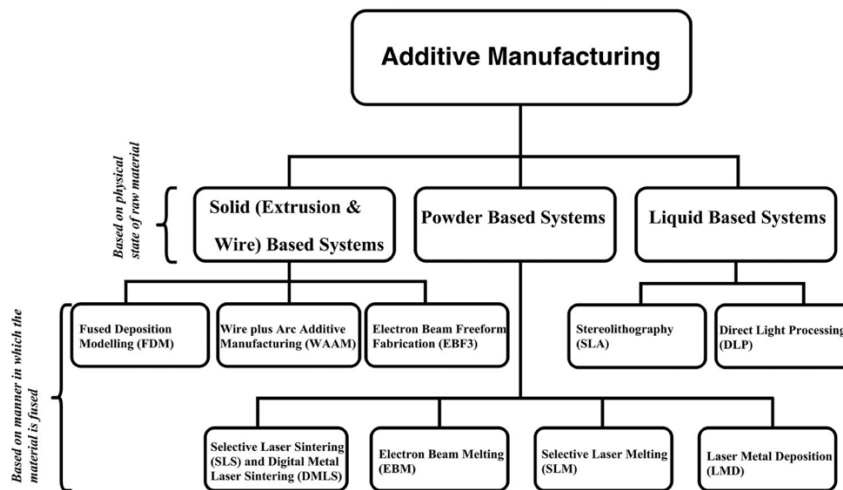 Additive Manufacturing
Based on physical
state of raw material
Solid (Extrusion &
Wire) Based Systems
Powder Based Systems
Liquid Based Systems
Based on manner in which the
material is fused
Fused Deposition
Modelling (FDM)
Wire plus Arc Additive
Manufacturing (WAAM)
Electron Beam Freeform
Fabrication (EBF3)
Stereolithography
(SLA)
Direct Light Processing
(DLP)
Selective Laser Sintering
(SLS) and Digital Metal
Laser Sintering (DMLS)
Electron Beam Melting
(EBM)
Selective Laser Melting
(SLM)
Laser Metal Deposition
(LMD)